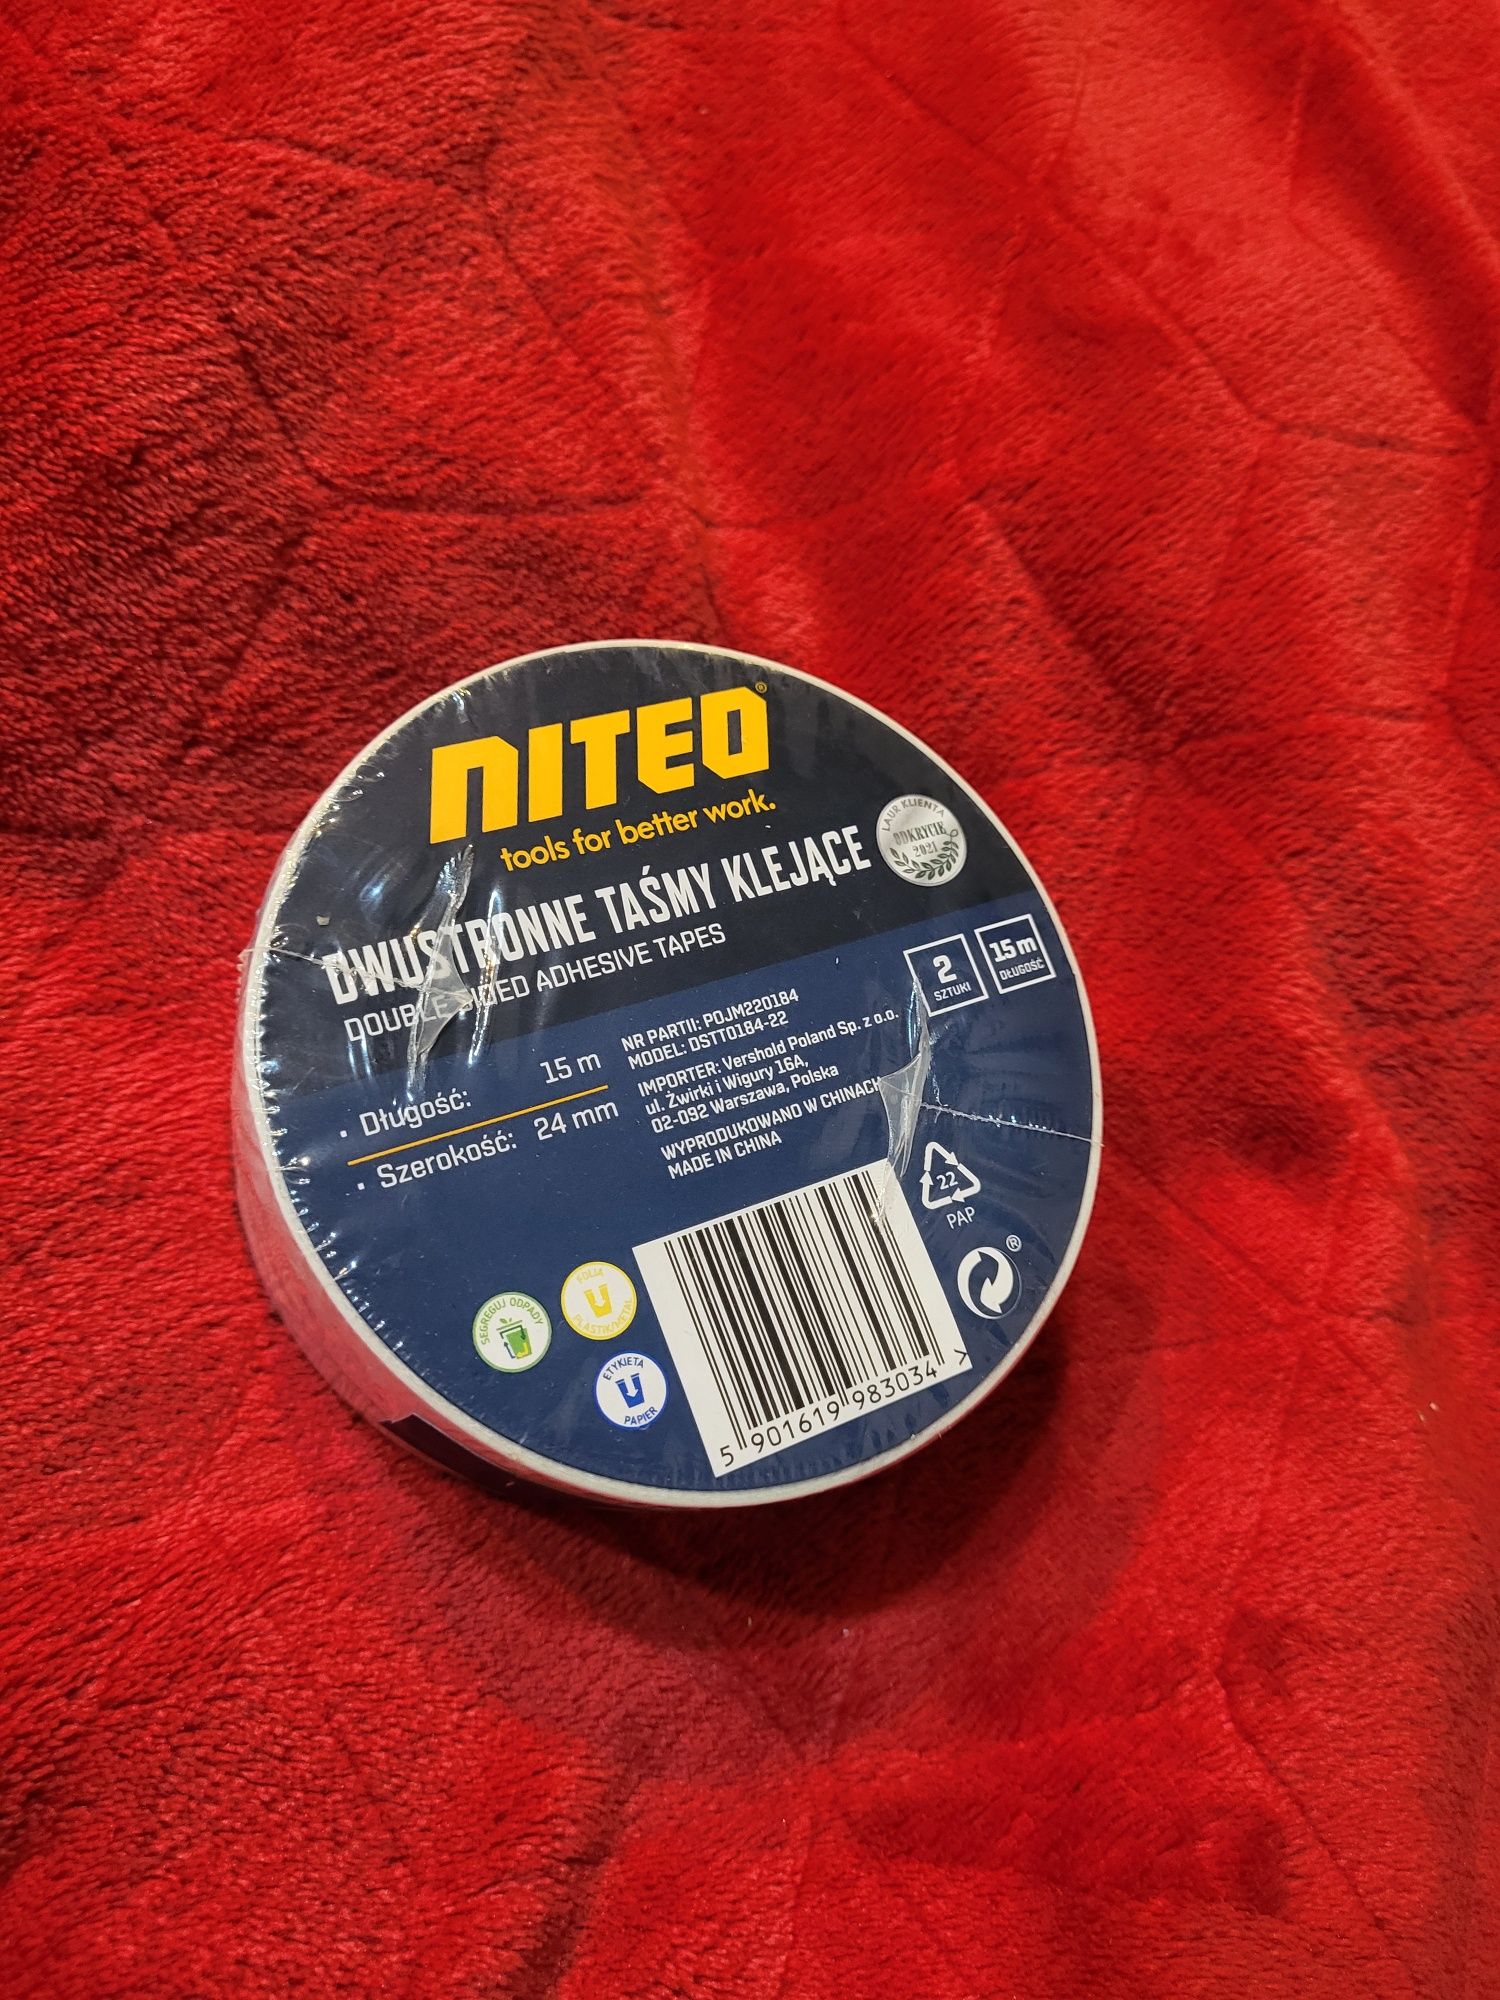 NITEO®
tools for better work.
LAUR KLIENTA
ODKRYCIE
2021
DWUSTRONNE TAŚMY KLEJĄCE
DOUBLE SIDED ADHESIVE TAPES
2
SZTUKI
15 m
DŁUGOŚĆ
• Długość: 15 m
• Szerokość: 24 mm
NR PARTII: POJM220184
MODEL: DSTT0184-22
IMPORTER: Vershold Poland Sp. z o.o.
ul. Żwirki i Wigury 16A,
02-092 Warszawa, Polska
WYPRODUKOWANO W CHINACH
MADE IN CHINA
22
PAP
®
SEGREGUJ ODPADY
FOLIA
PLASTIK/METAL
ETYKIETA
PAPIER
5 901619 983034 >